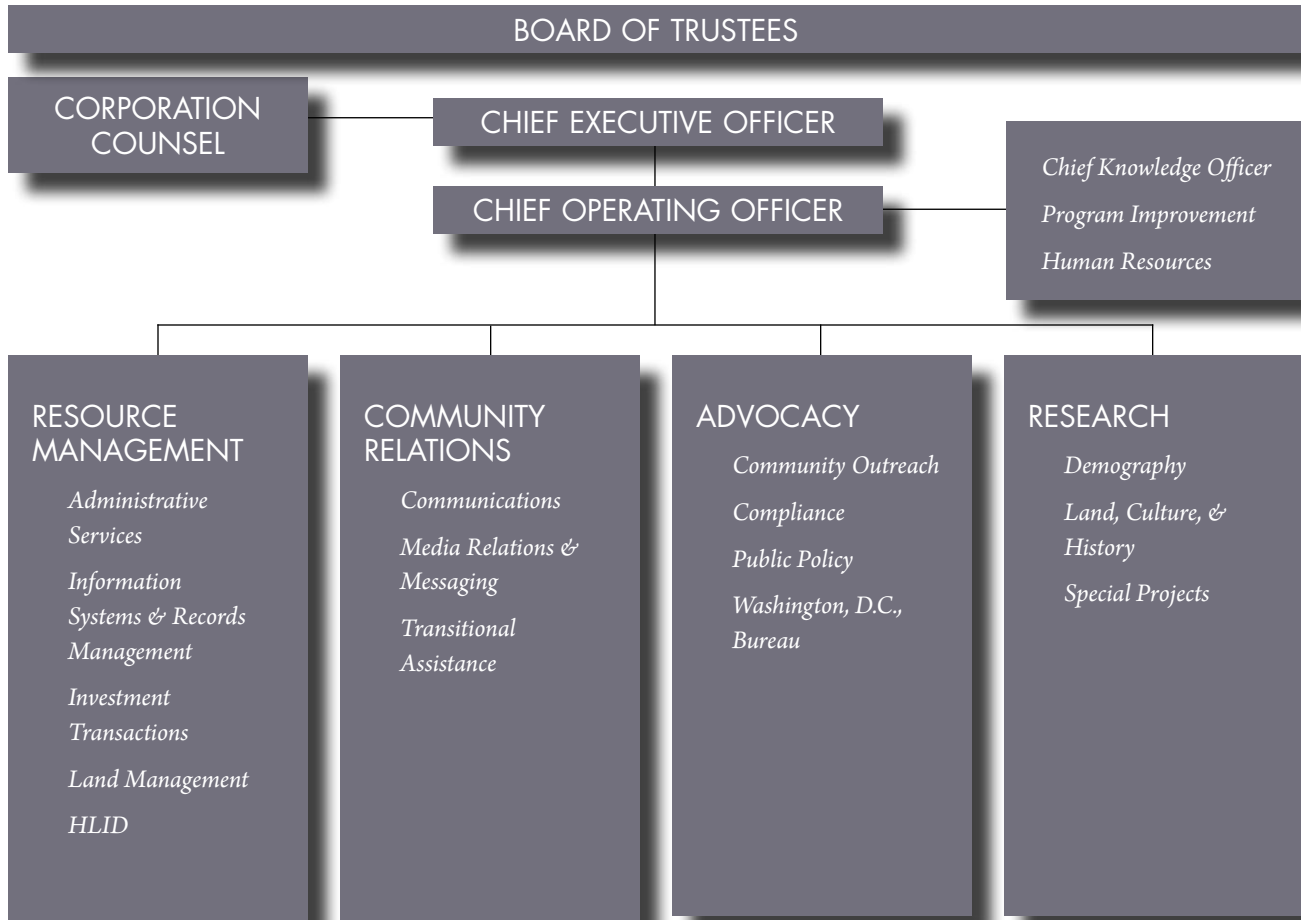 BOARD OF TRUSTEES
CORPORATION
COUNSEL
CHIEF EXECUTIVE OFFICER
CHIEF OPERATING OFFICER
Chief Knowledge Officer
Program Improvement
Human Resources
RESOURCE
MANAGEMENT
Administrative
Services
Information
Systems & Records
Management
Investment
Transactions
Land Management
HLID
COMMUNITY
RELATIONS
Communications
Media Relations &
Messaging
Transitional
Assistance
ADVOCACY
Community Outreach
Compliance
Public Policy
Washington, D.C.,
Bureau
RESEARCH
Demography
Land, Culture, &
History
Special Projects